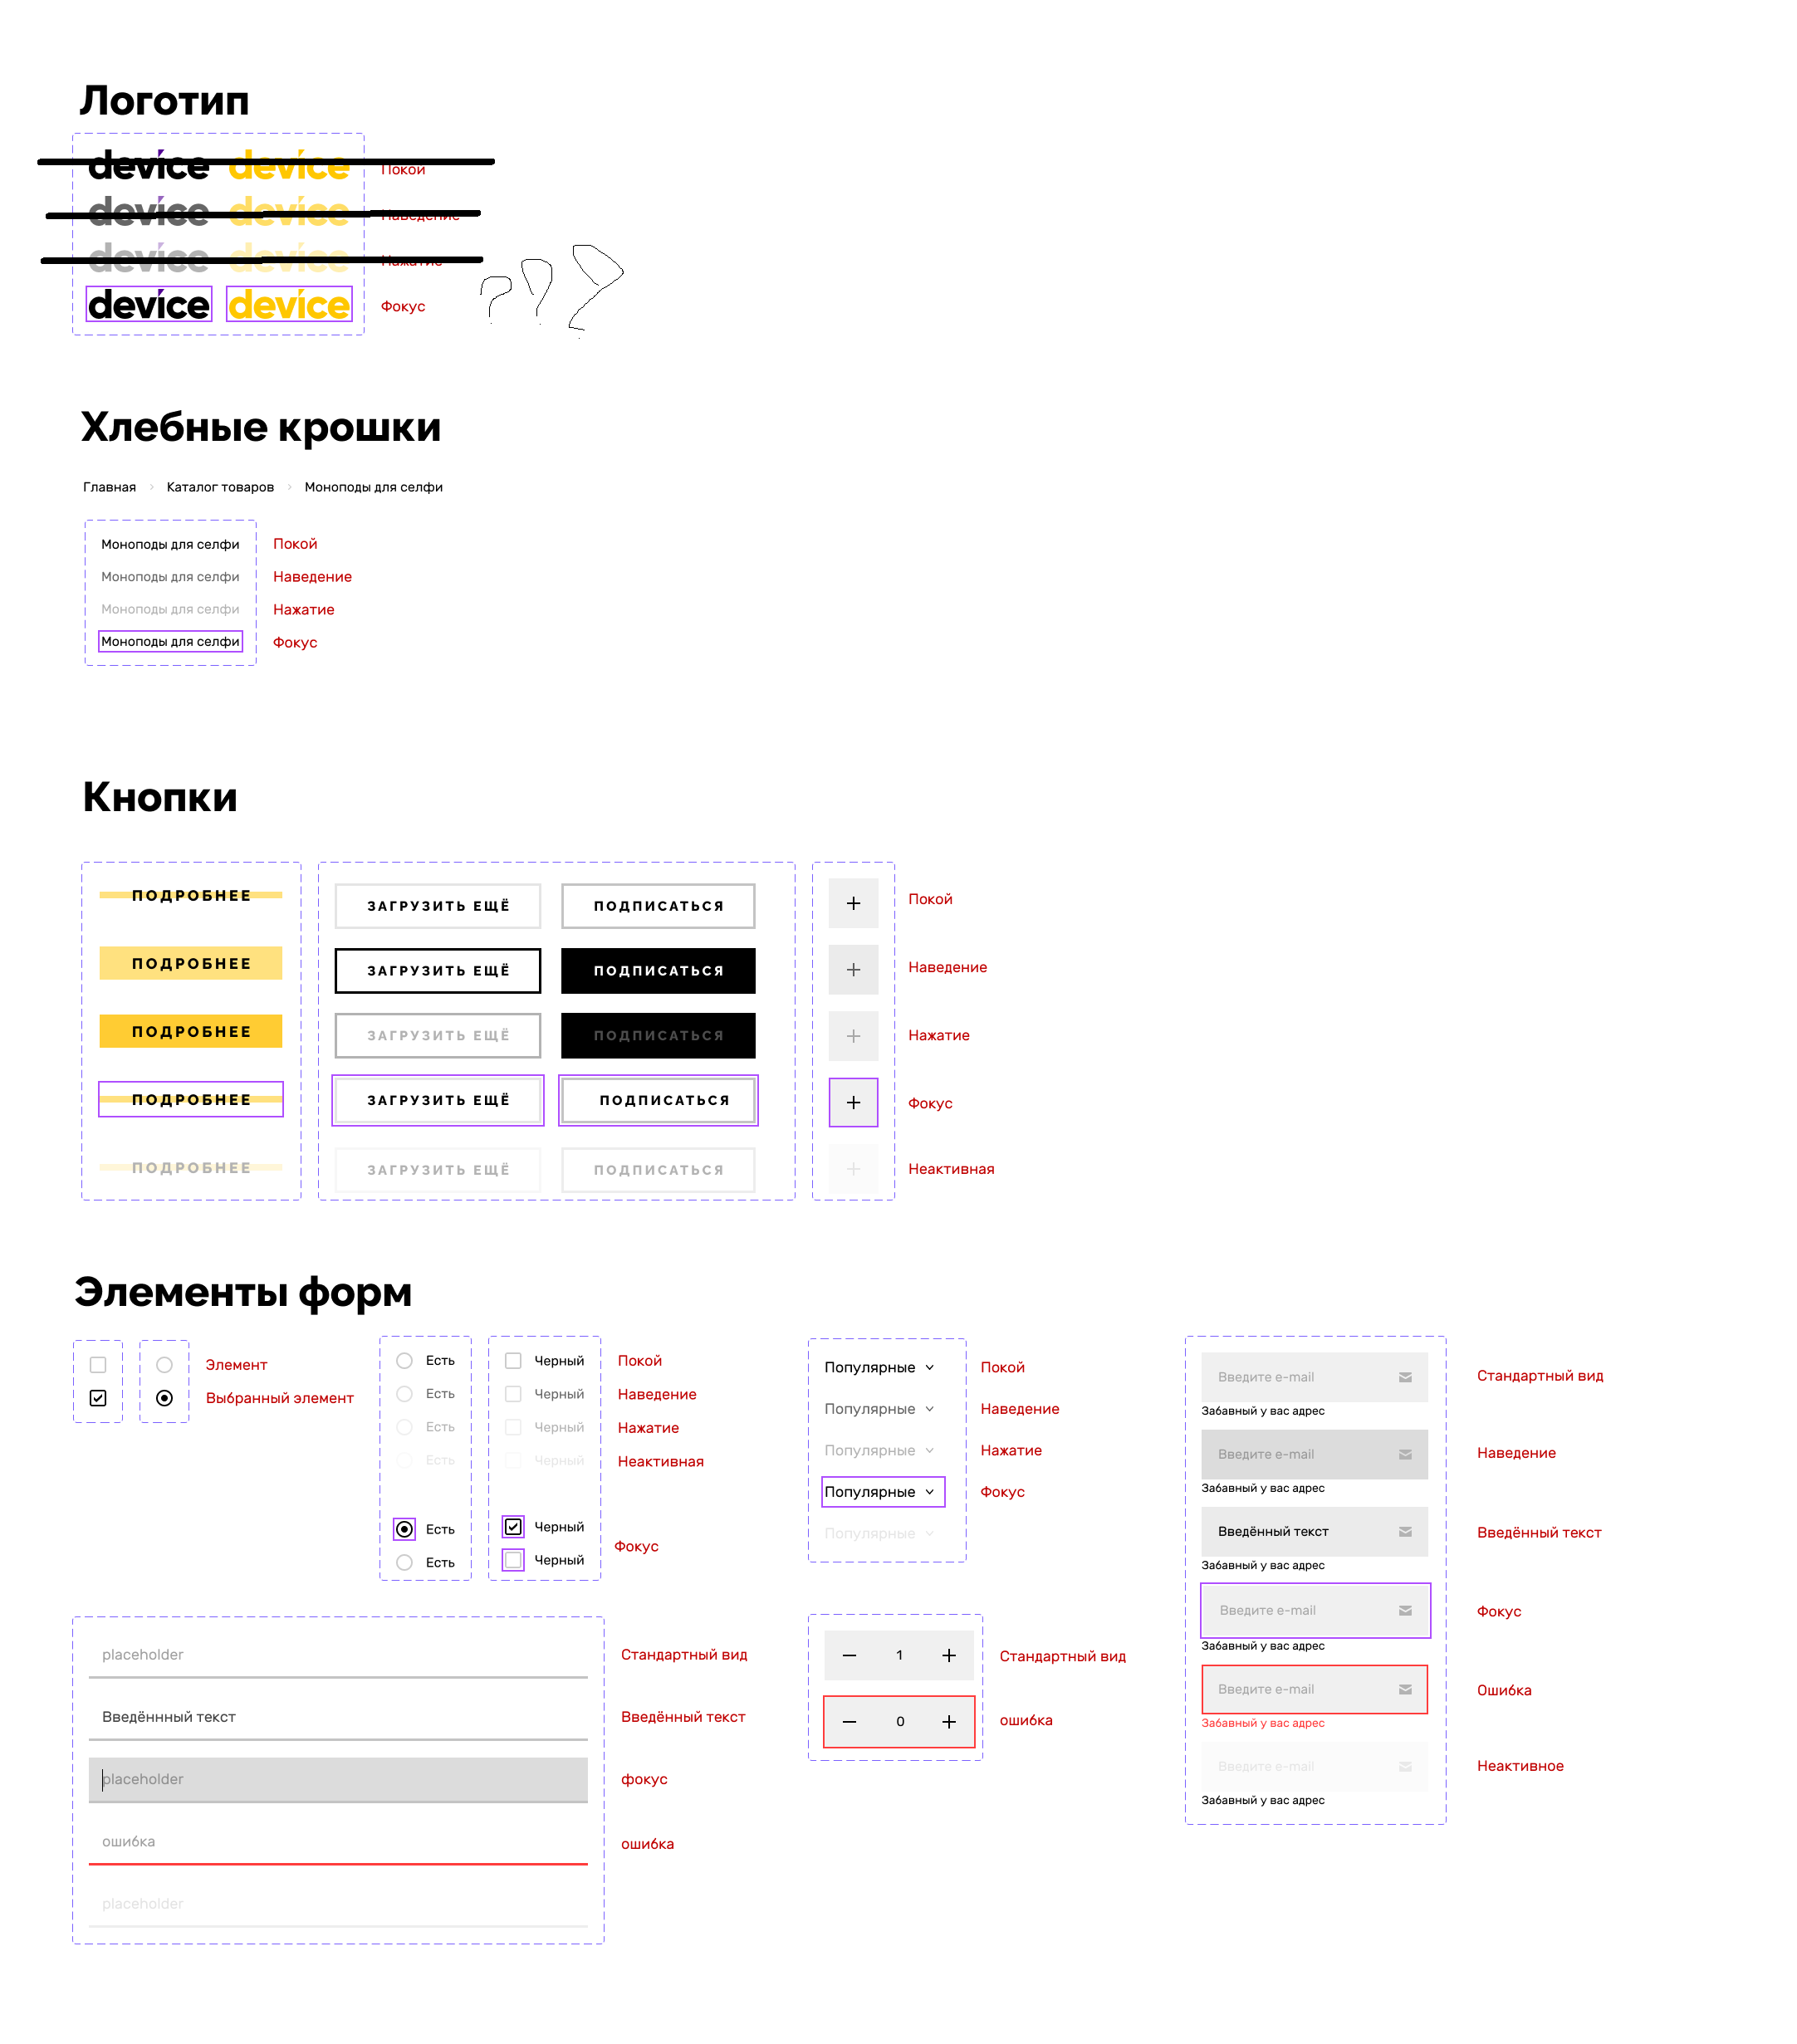 Логотип
device device Покой
device device Наведение
device device Нажатие
device device Фокус
???
Хлебные крошки
Главная > Каталог товаров > Моноподы для селфи
Моноподы для селфи Покой
Моноподы для селфи Наведение
Моноподы для селфи Нажатие
Моноподы для селфи Фокус
Кнопки
ПОДРОБНЕЕ ЗАГРУЗИТЬ ЕЩЁ ПОДПИСАТЬСЯ + Покой
ПОДРОБНЕЕ ЗАГРУЗИТЬ ЕЩЁ ПОДПИСАТЬСЯ + Наведение
ПОДРОБНЕЕ ЗАГРУЗИТЬ ЕЩЁ ПОДПИСАТЬСЯ + Нажатие
ПОДРОБНЕЕ ЗАГРУЗИТЬ ЕЩЁ ПОДПИСАТЬСЯ + Фокус
ПОДРОБНЕЕ ЗАГРУЗИТЬ ЕЩЁ ПОДПИСАТЬСЯ + Неактивная
Элементы форм
Элемент
Выбранный элемент
Есть Черный Покой
Есть Черный Наведение
Есть Черный Нажатие
Есть Черный Неактивная
Есть Черный
Фокус
Есть Черный
Популярные Покой
Популярные Наведение
Популярные Нажатие
Популярные Фокус
Популярные
Введите e-mail Стандартный вид
Забавный у вас адрес
Введите e-mail Наведение
Забавный у вас адрес
Введённый текст Введённый текст
Забавный у вас адрес
Введите e-mail Фокус
Забавный у вас адрес
Введите e-mail Ошибка
Забавный у вас адрес
Введите e-mail Неактивное
Забавный у вас адрес
placeholder Стандартный вид
Введённный текст Введённый текст
placeholder фокус
ошибка ошибка
placeholder
− 1 + Стандартный вид
− 0 + ошибка